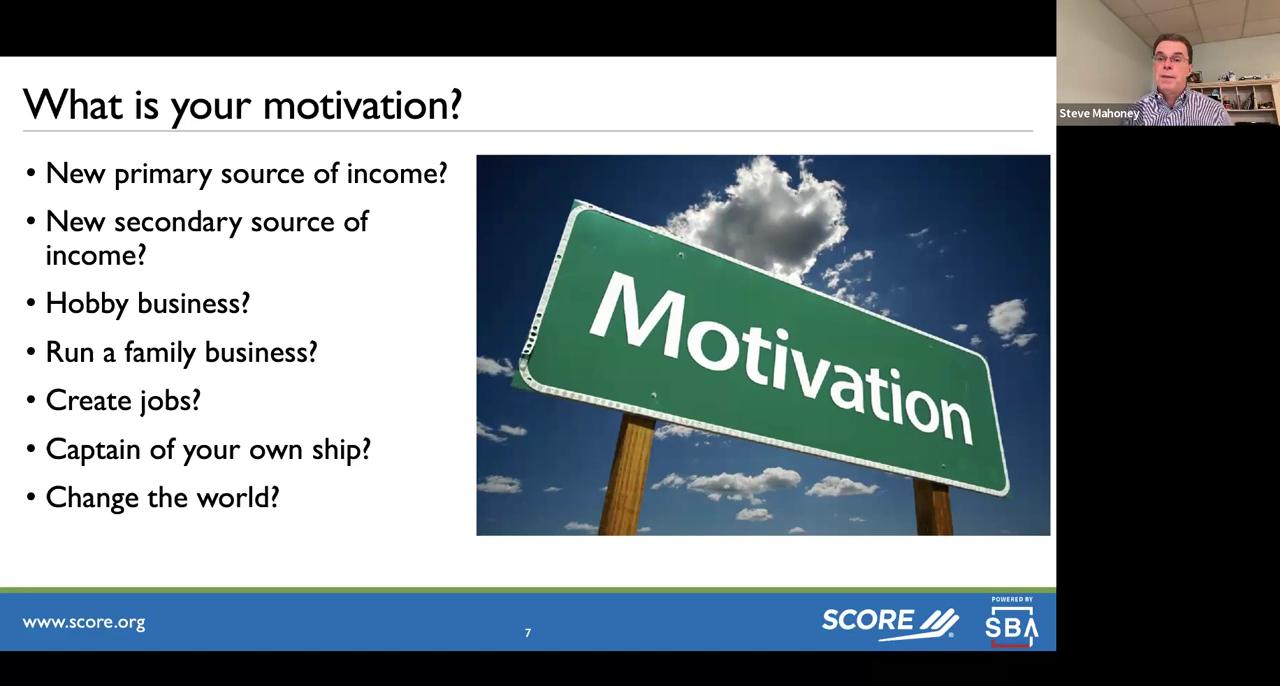 What is your motivation?
• New primary source of income?
• New secondary source of
income?
• Hobby business?
• Run a family business?
• Create jobs?
• Captain of your own ship?
• Change the world?
Motivation
Steve Mahoney
www.score.org
7
SCORE®
POWERED BY
SBA